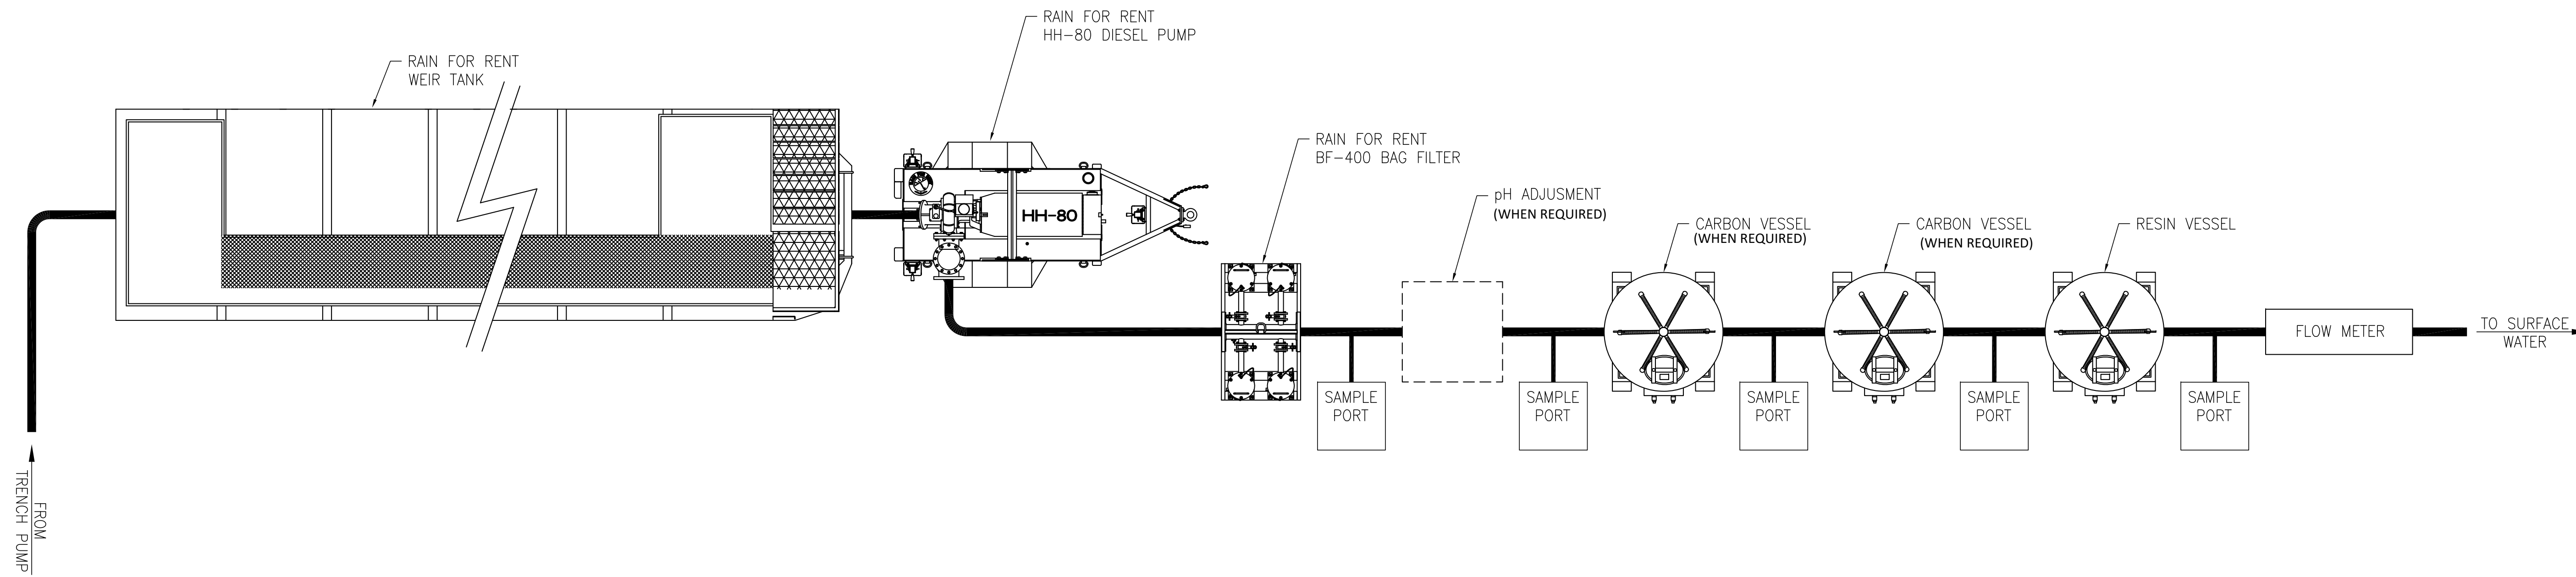 RAIN FOR RENT
HH-80 DIESEL PUMP
RAIN FOR RENT
WEIR TANK
RAIN FOR RENT
BF-400 BAG FILTER
pH ADJUSMENT
(WHEN REQUIRED)
CARBON VESSEL
(WHEN REQUIRED)
CARBON VESSEL
(WHEN REQUIRED)
RESIN VESSEL
HH-80
FLOW METER
TO SURFACE
WATER
SAMPLE
PORT
SAMPLE
PORT
SAMPLE
PORT
SAMPLE
PORT
SAMPLE
PORT
FROM
TRENCH PUMP